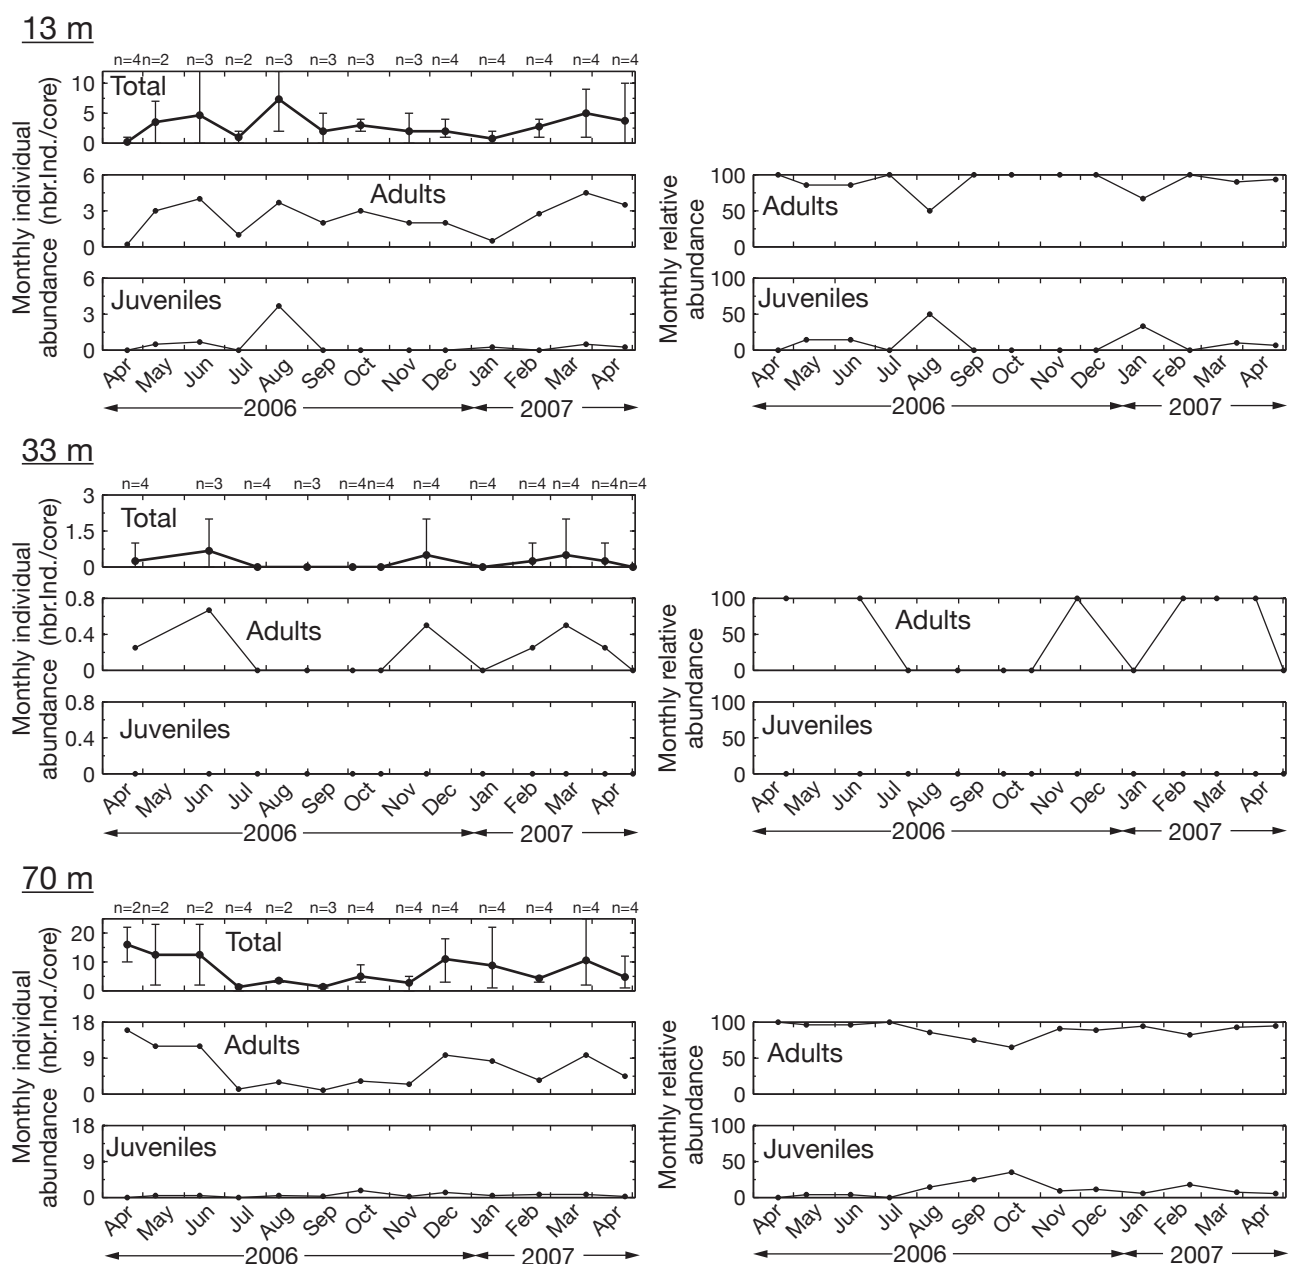 13 m
n=4 n=2 n=3 n=2 n=3 n=3 n=3 n=3 n=4 n=4 n=4 n=4 n=4
Monthly individual
abundance (nbr.Ind./core)
Total
10
5
0
Adults
6
3
0
Juveniles
6
3
0
Apr May Jun Jul Aug Sep Oct Nov Dec Jan Feb Mar Apr
2006 2007
Monthly relative
abundance
100
50
0
Adults
100
50
0
Juveniles
Apr May Jun Jul Aug Sep Oct Nov Dec Jan Feb Mar Apr
2006 2007
33 m
n=4 n=3 n=4 n=3 n=4 n=4 n=4 n=4 n=4 n=4 n=4 n=4
Monthly individual
abundance (nbr.Ind./core)
3
1.5
0
Total
0.8
0.4
0
Adults
0.8
0.4
0
Juveniles
Apr May Jun Jul Aug Sep Oct Nov Dec Jan Feb Mar Apr
2006 2007
Monthly relative
abundance
100
50
0
Adults
100
50
0
Juveniles
Apr May Jun Jul Aug Sep Oct Nov Dec Jan Feb Mar Apr
2006 2007
70 m
n=2 n=2 n=2 n=4 n=2 n=3 n=4 n=4 n=4 n=4 n=4 n=4 n=4
Monthly individual
abundance (nbr.Ind./core)
20
10
0
Total
18
9
0
Adults
18
9
0
Juveniles
Apr May Jun Jul Aug Sep Oct Nov Dec Jan Feb Mar Apr
2006 2007
Monthly relative
abundance
100
50
0
Adults
100
50
0
Juveniles
Apr May Jun Jul Aug Sep Oct Nov Dec Jan Feb Mar Apr
2006 2007